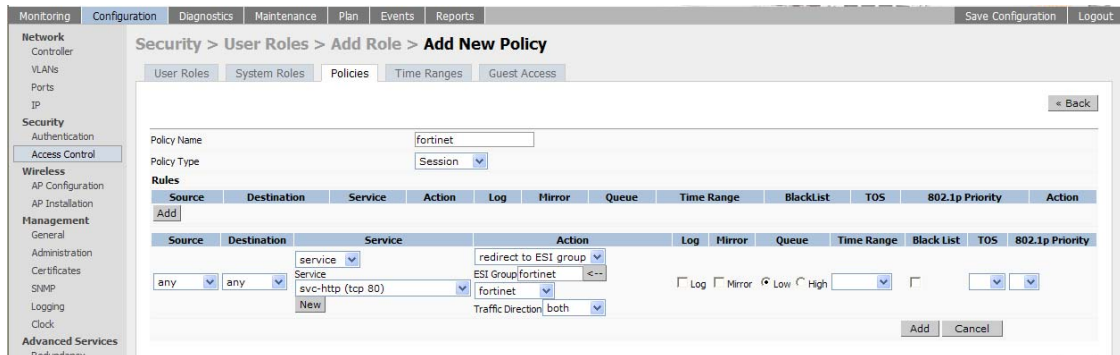 Monitoring Configuration Diagnostics Maintenance Plan Events Reports Save Configuration Logout
Network
Controller
VLANs
Ports
IP
Security
Authentication
Access Control
Wireless
AP Configuration
AP Installation
Management
General
Administration
Certificates
SNMP
Logging
Clock
Advanced Services
Redundancy
Security > User Roles > Add Role > Add New Policy
User Roles System Roles Policies Time Ranges Guest Access
« Back
Policy Name fortinet
Policy Type Session
Rules
Source Destination Service Action Log Mirror Queue Time Range BlackList TOS 802.1p Priority Action
Add
Source Destination Service Action Log Mirror Queue Time Range Black List TOS 802.1p Priority
service redirect to ESI group
Service ESI Group fortinet <--
any any svc-http (tcp 80) fortinet Log Mirror Low High
New Traffic Direction both
Add Cancel